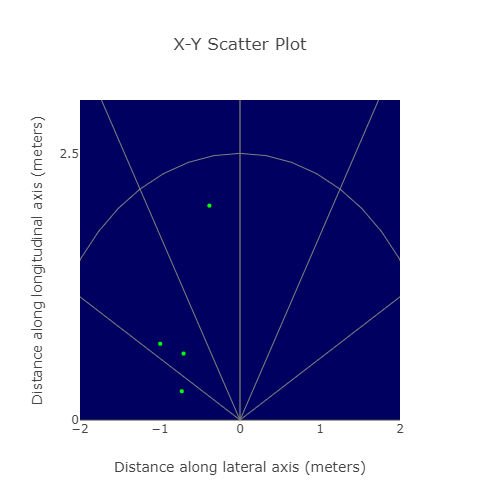 X-Y Scatter Plot
Distance along longitudinal axis (meters)
2.5
0
−2
−1
0
1
2
Distance along lateral axis (meters)